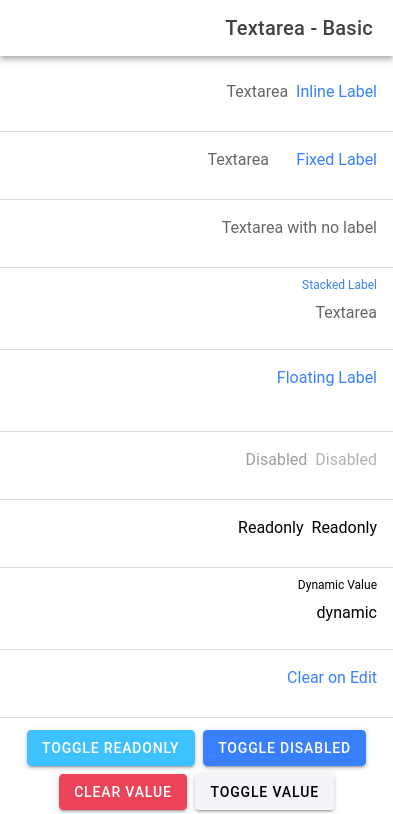 Textarea - Basic
Textarea Inline Label
Textarea Fixed Label
Textarea with no label
Stacked Label
Textarea
Floating Label
Disabled Disabled
Readonly Readonly
Dynamic Value
dynamic
Clear on Edit
TOGGLE READONLY TOGGLE DISABLED
CLEAR VALUE TOGGLE VALUE